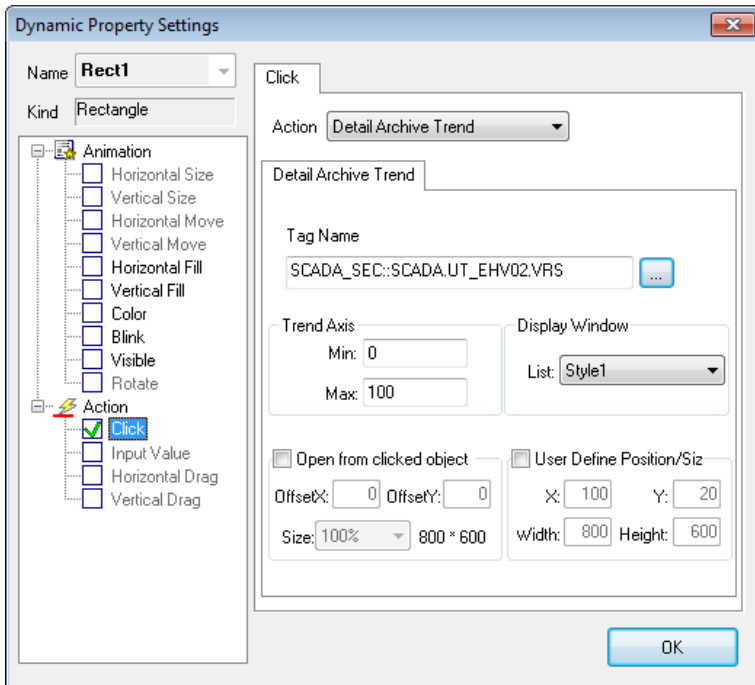 Dynamic Property Settings
Name Rect1
Kind Rectangle
Animation
Horizontal Size
Vertical Size
Horizontal Move
Vertical Move
Horizontal Fill
Vertical Fill
Color
Blink
Visible
Rotate
Action
Click
Input Value
Horizontal Drag
Vertical Drag
Click
Action Detail Archive Trend
Detail Archive Trend
Tag Name
SCADA_SEC::SCADA.UT_EHV02.VRS ...
Trend Axis
Min: 0
Max: 100
Display Window
List: Style1
Open from clicked object
OffsetX: 0 OffsetY: 0
Size: 100% 800 * 600
User Define Position/Siz
X: 100 Y: 20
Width: 800 Height: 600
OK